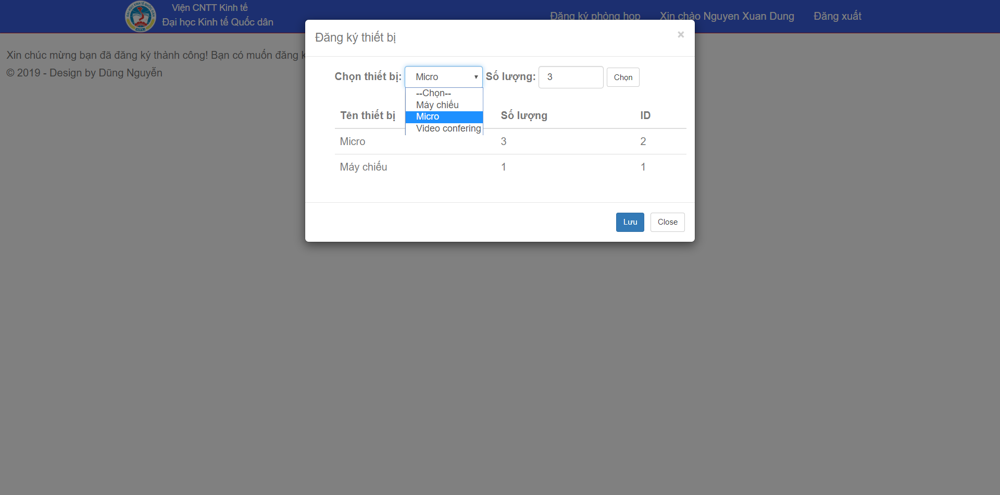 Viện CNTT Kinh tế
Đại học Kinh tế Quốc dân
Đăng ký phòng họp
Xin chào Nguyen Xuan Dung
Đăng xuất
Xin chúc mừng bạn đã đăng ký thành công! Bạn có muốn đăng k
© 2019 - Design by Dũng Nguyễn
Đăng ký thiết bị
×
Chọn thiết bị: Micro Số lượng: 3 Chọn
--Chọn--
Máy chiếu
Micro
Video confering
Tên thiết bị Số lượng ID
Micro 3 2
Máy chiếu 1 1
Lưu Close